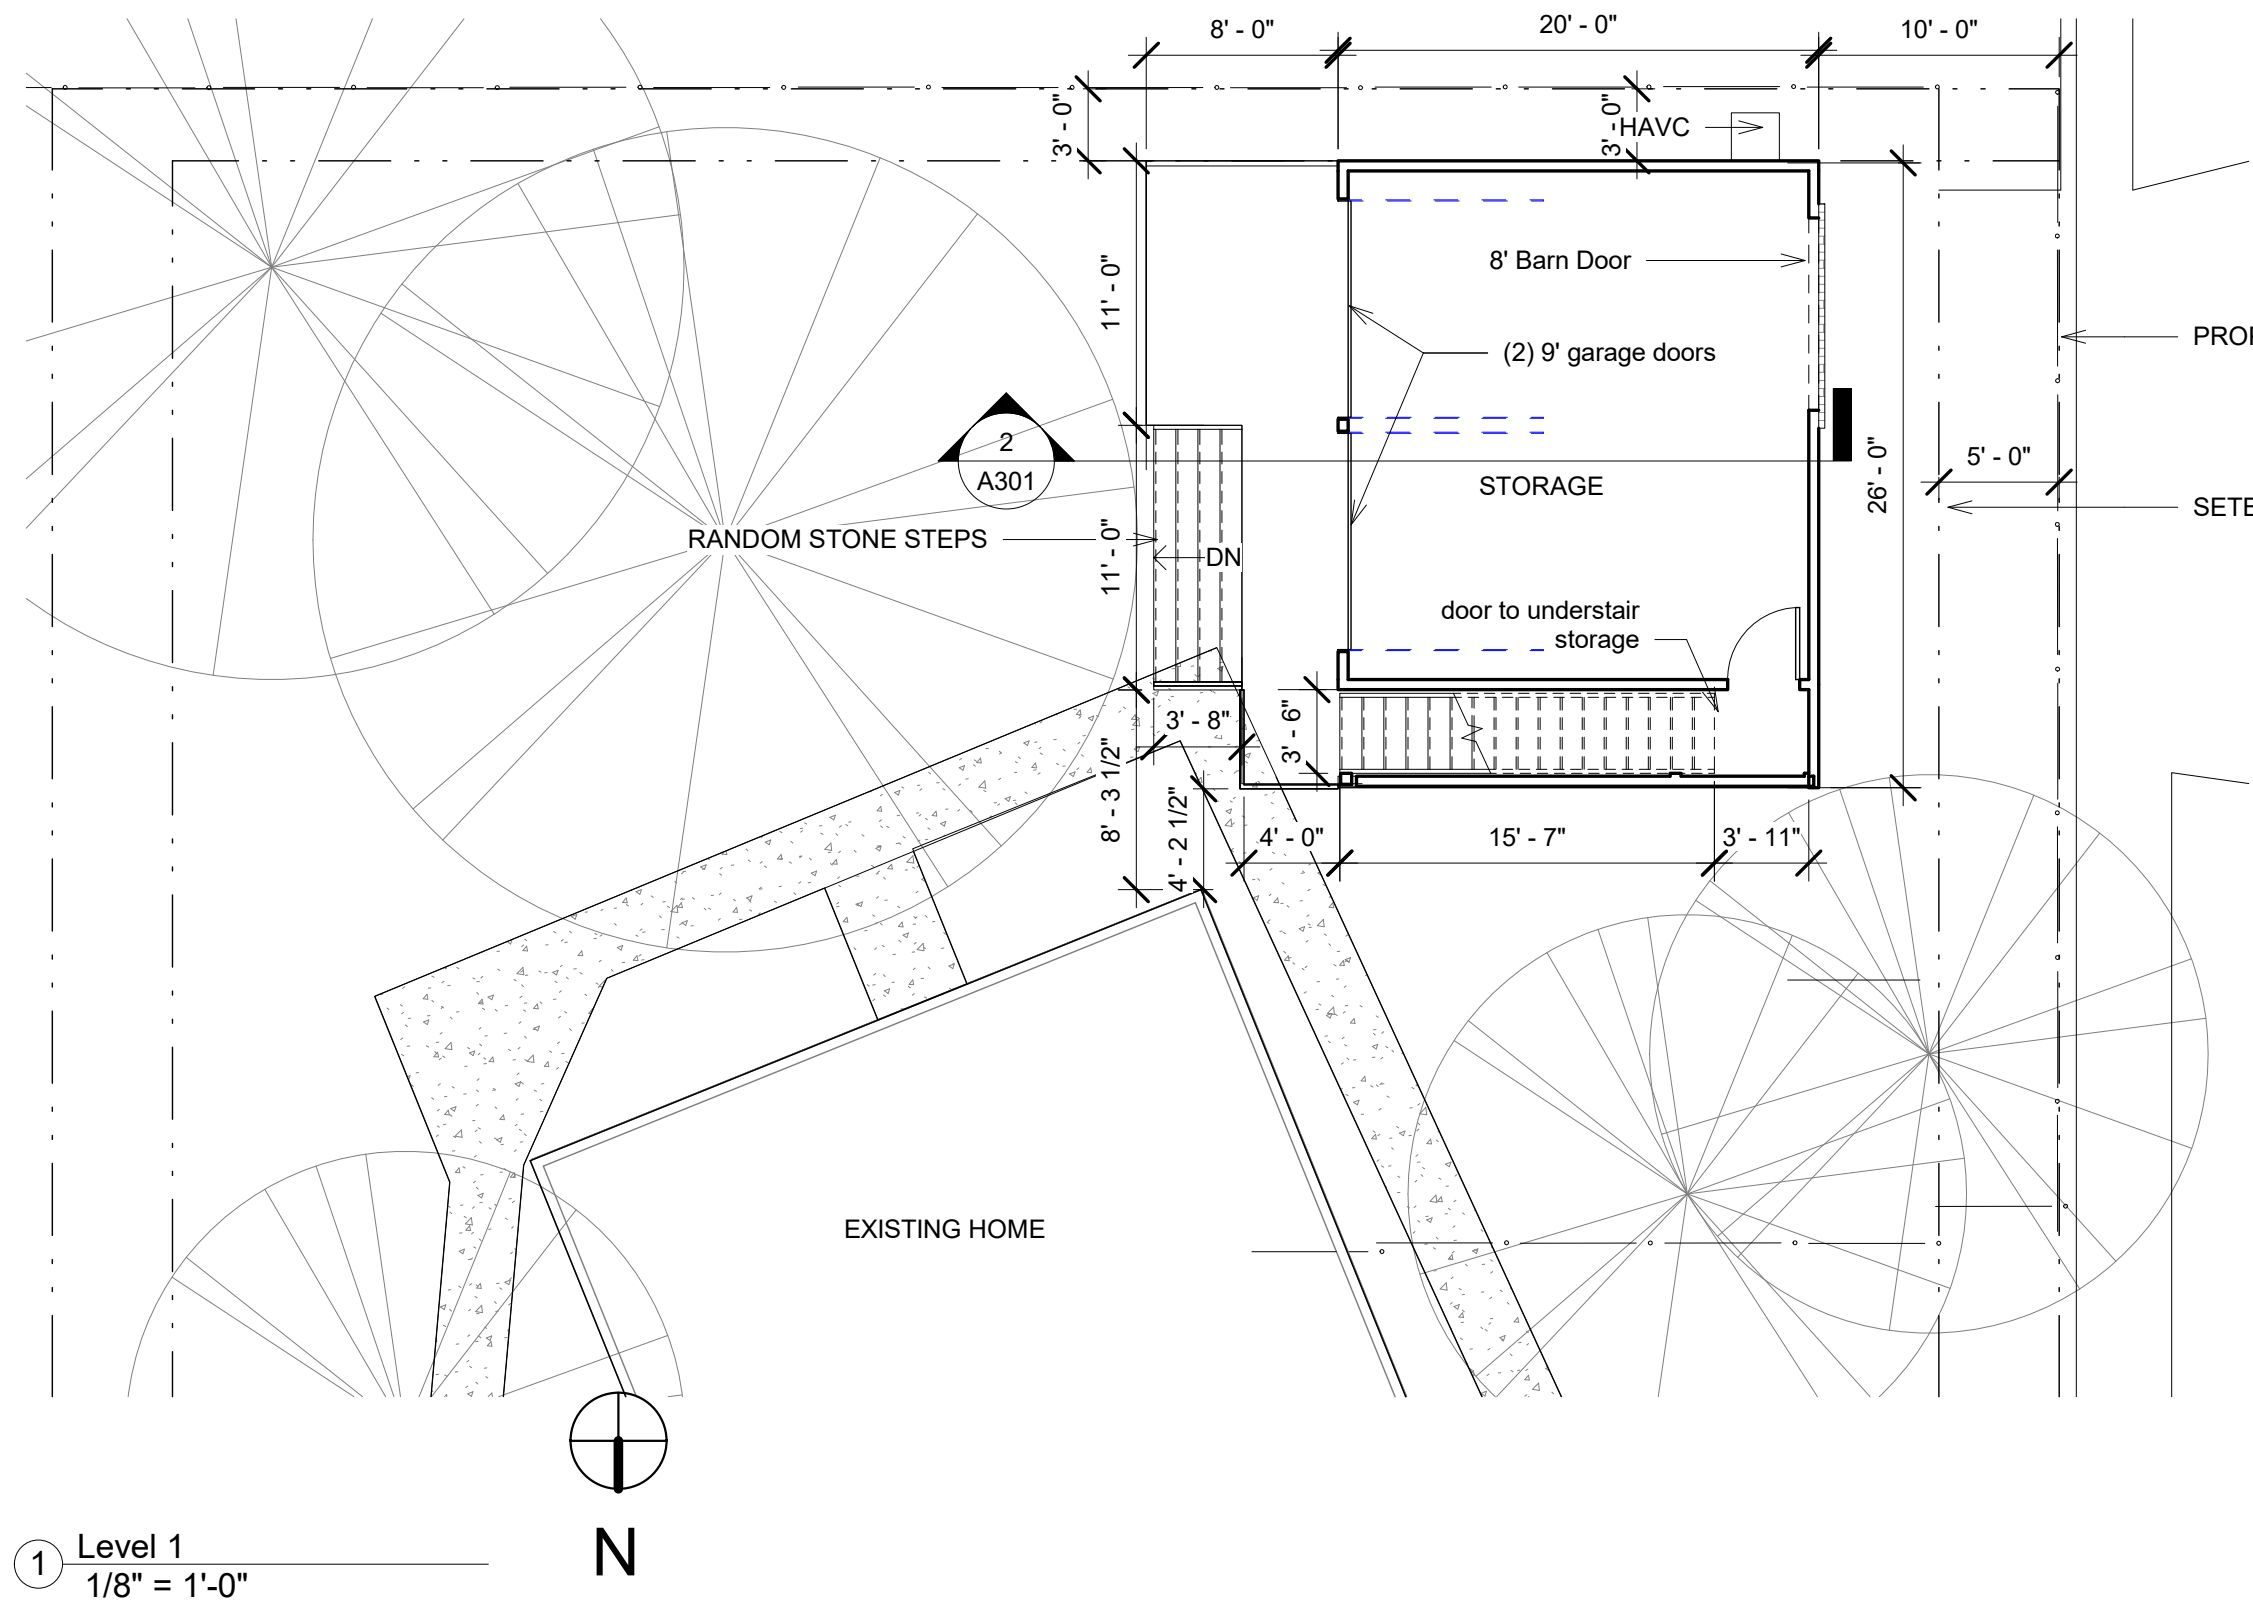 8' - 0"
20' - 0"
10' - 0"
3' - 0"
3' - 0"
HAVC
11' - 0"
8' Barn Door
(2) 9' garage doors
PROP
2
A301
STORAGE
26' - 0"
5' - 0"
SETE
RANDOM STONE STEPS
11' - 0"
DN
door to understair
storage
3' - 8"
3' - 6"
8' - 3 1/2"
4' - 2 1/2"
4' - 0"
15' - 7"
3' - 11"
EXISTING HOME
N
1
Level 1
1/8" = 1'-0"